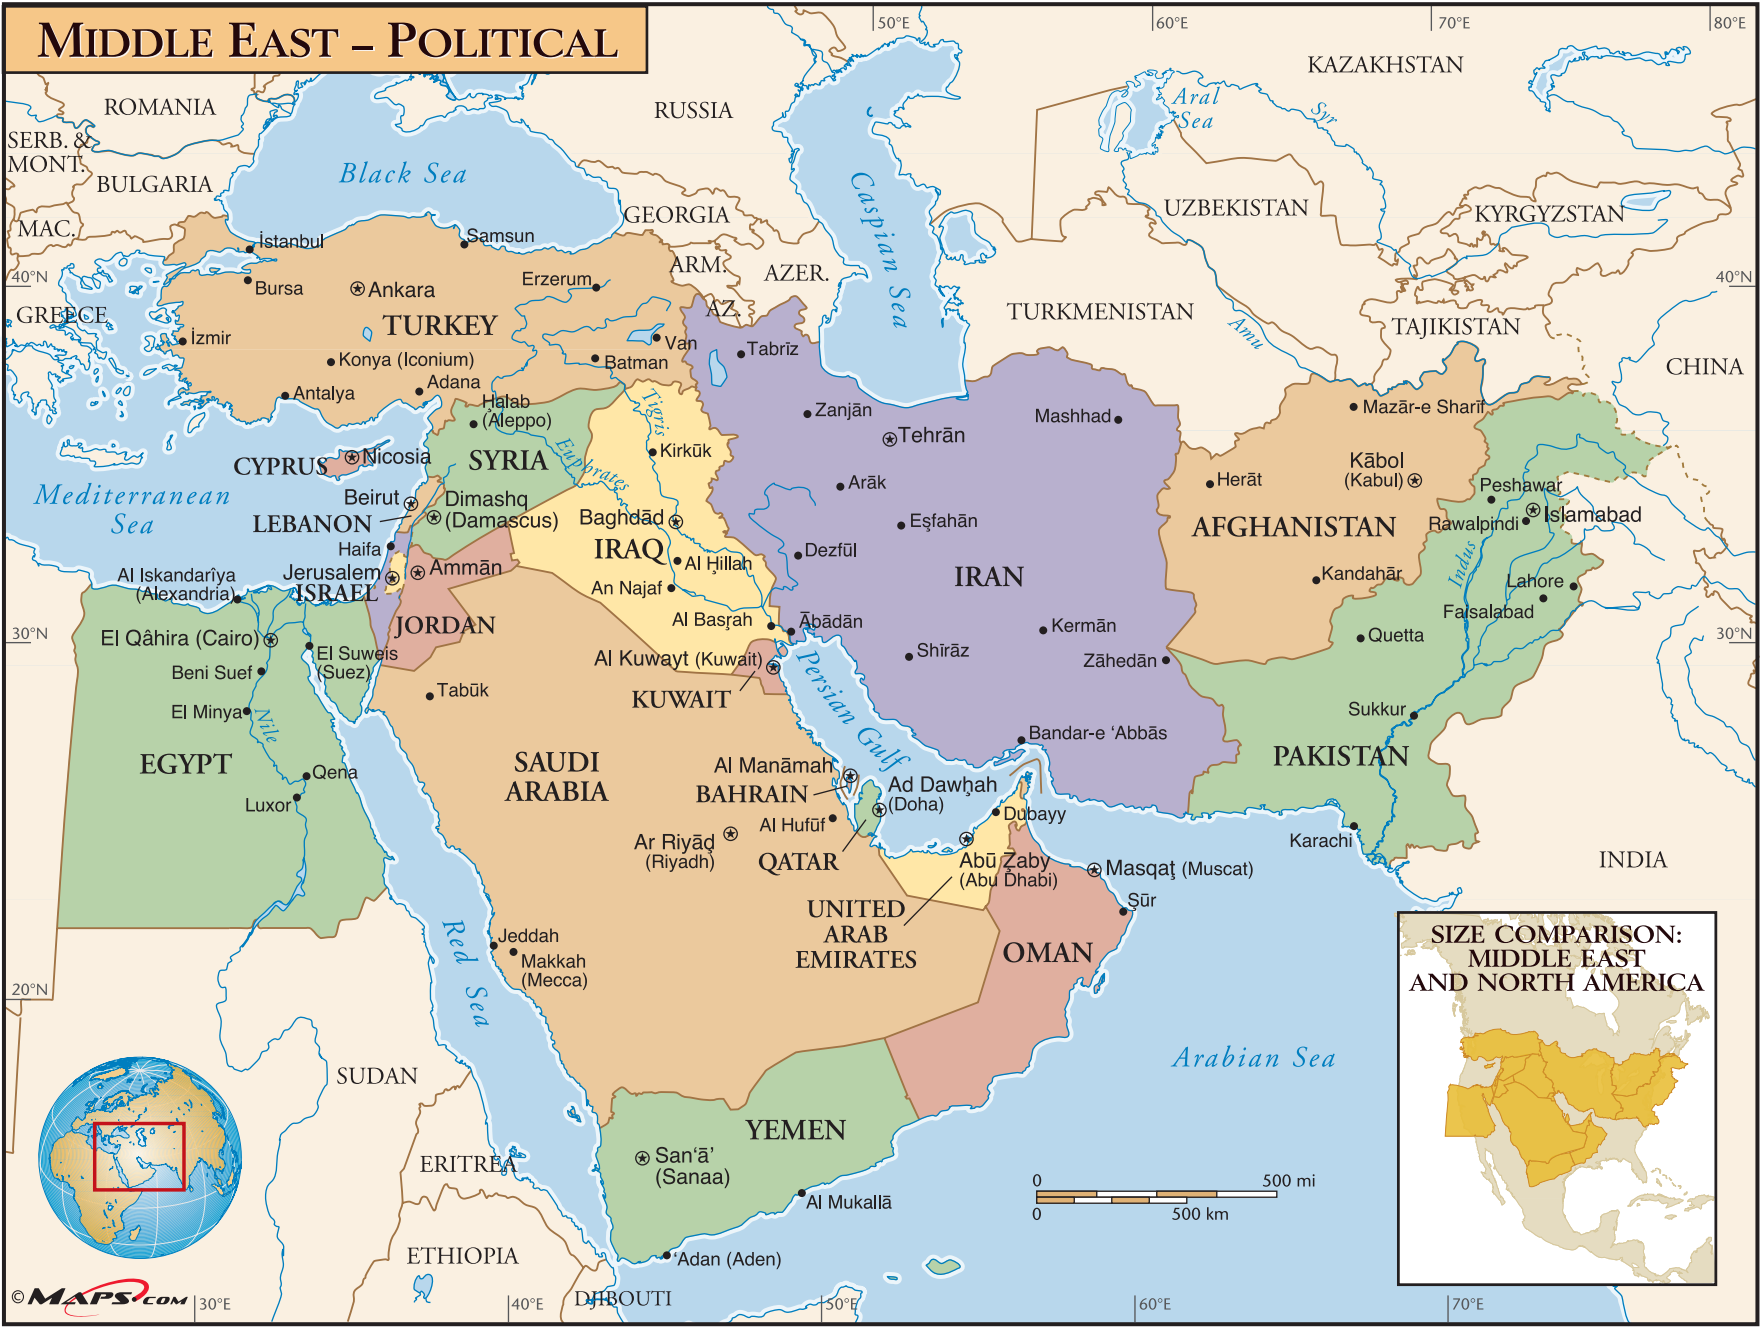 MIDDLE EAST – POLITICAL
50°E
60°E
70°E
80°E
ROMANIA
SERB. &
MONT.
BULGARIA
MAC.
GREECE
RUSSIA
KAZAKHSTAN
Aral
Sea
Syr
Black Sea
Caspian Sea
GEORGIA
ARM.
AZER.
AZ.
UZBEKISTAN
KYRGYZSTAN
TURKMENISTAN
Amu
TAJIKISTAN
CHINA
40°N
40°N
İstanbul
Samsun
Bursa
Ankara
Erzerum
TURKEY
İzmir
Konya (Iconium)
Van
Batman
Antalya
Adana
Tabrīz
Zanjān
Tehrān
Mashhad
Mazār-e Sharīf
Ḩalab
(Aleppo)
Tigris
Euphrates
SYRIA
Kirkūk
CYPRUS
Nicosia
Mediterranean
Sea
Beirut
LEBANON
Dimashq
(Damascus)
Baghdād
IRAQ
Arāk
Eşfahān
Dezfūl
IRAN
Herāt
Kābol
(Kabul)
AFGHANISTAN
Kandahār
Peshawar
Islamabad
Rawalpindi
Indus
Lahore
Faisalabad
Haifa
Jerusalem
ISRAEL
Ammān
JORDAN
Al Iskandarîya
(Alexandria)
Al Ḩillah
An Najaf
Al Başrah
Ābādān
Kermān
Shīrāz
Zāhedān
Quetta
30°N
30°N
El Qâhira (Cairo)
El Suweis
(Suez)
Beni Suef
El Minya
Nile
Tabūk
Al Kuwayt (Kuwait)
KUWAIT
Persian Gulf
Bandar-e ‘Abbās
Sukkur
PAKISTAN
EGYPT
Qena
Luxor
SAUDI
ARABIA
Al Manāmah
BAHRAIN
Ad Dawḩah
(Doha)
Al Hufūf
QATAR
Dubayy
Ar Riyāḑ
(Riyadh)
Abū Z̧aby
(Abu Dhabi)
Masqaţ (Muscat)
Şūr
Karachi
INDIA
UNITED
ARAB
EMIRATES
OMAN
Jeddah
Makkah
(Mecca)
Red Sea
20°N
SUDAN
Arabian Sea
YEMEN
San‘ā’
(Sanaa)
Al Mukallā
‘Adan (Aden)
ERITREA
ETHIOPIA
DJIBOUTI
0
500 mi
0
500 km
SIZE COMPARISON:
MIDDLE EAST
AND NORTH AMERICA
© MAPS.COM
30°E
40°E
50°E
60°E
70°E